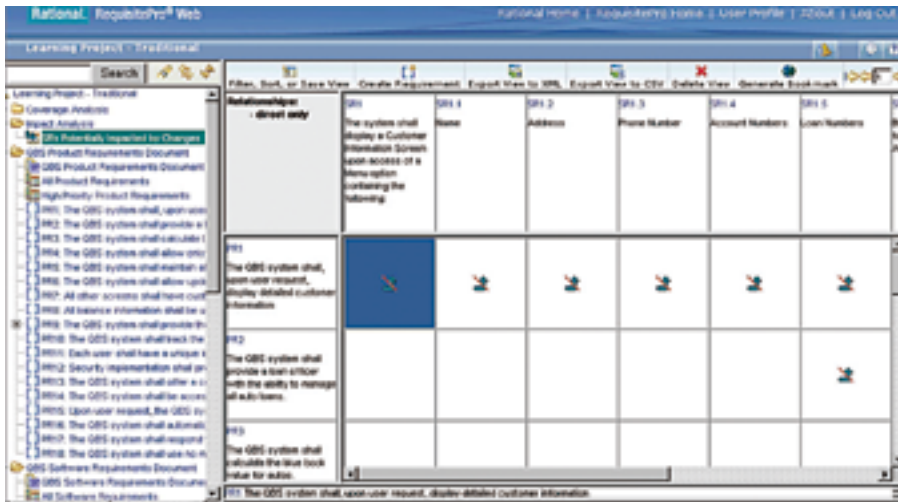 Rational. RequisitePro® Web
Rational Home | RequisitePro Home | User Profile | About | Log Out
Learning Project - Traditional
Search
Filter, Sort, or Save View
Create Requirement
Export View to XML
Export View to CSV
Delete View
Generate Bookmark
Learning Project - Traditional
Coverage Analysis
Impact Analysis
SRs Potentially Impacted by Changes
GBS Product Requirements Document
GBS Product Requirements Document
All Product Requirements
High Priority Product Requirements
PR1: The GBS system shall, upon user
PR2: The GBS system shall provide a
PR3: The GBS system shall calculate
PR4: The GBS system shall allow
PR5: The GBS system shall maintain
PR6: The GBS system shall allow
PR7: All other screens shall have
PR8: All balance information shall be
PR9: The GBS system shall provide
PR10: The GBS system shall track the
PR11: Each user shall have a unique
PR12: Security implementation shall
PR13: The GBS system shall offer a
PR14: The GBS system shall be
PR15: Upon user request, the GBS
PR16: The GBS system shall
PR17: The GBS system shall respond
PR18: The GBS system shall use no
GBS Software Requirements Document
GBS Software Requirements
All Software Requirements
Relationships:
- direct only
SR1
The system shall
display a Customer
Information Screen
upon access of a
Menu option
containing the
following:
SR1.1
Name
SR1.2
Address
SR1.3
Phone Number
SR1.4
Account Numbers
SR1.5
Loan Numbers
PR1
The GBS system shall,
upon user request,
display detailed customer
information
PR2
The GBS system shall
provide a loan officer
with the ability to manage
all auto loans.
PR3
The GBS system shall
calculate the blue book
value for autos.
PR1: The GBS system shall, upon user request, display detailed customer information